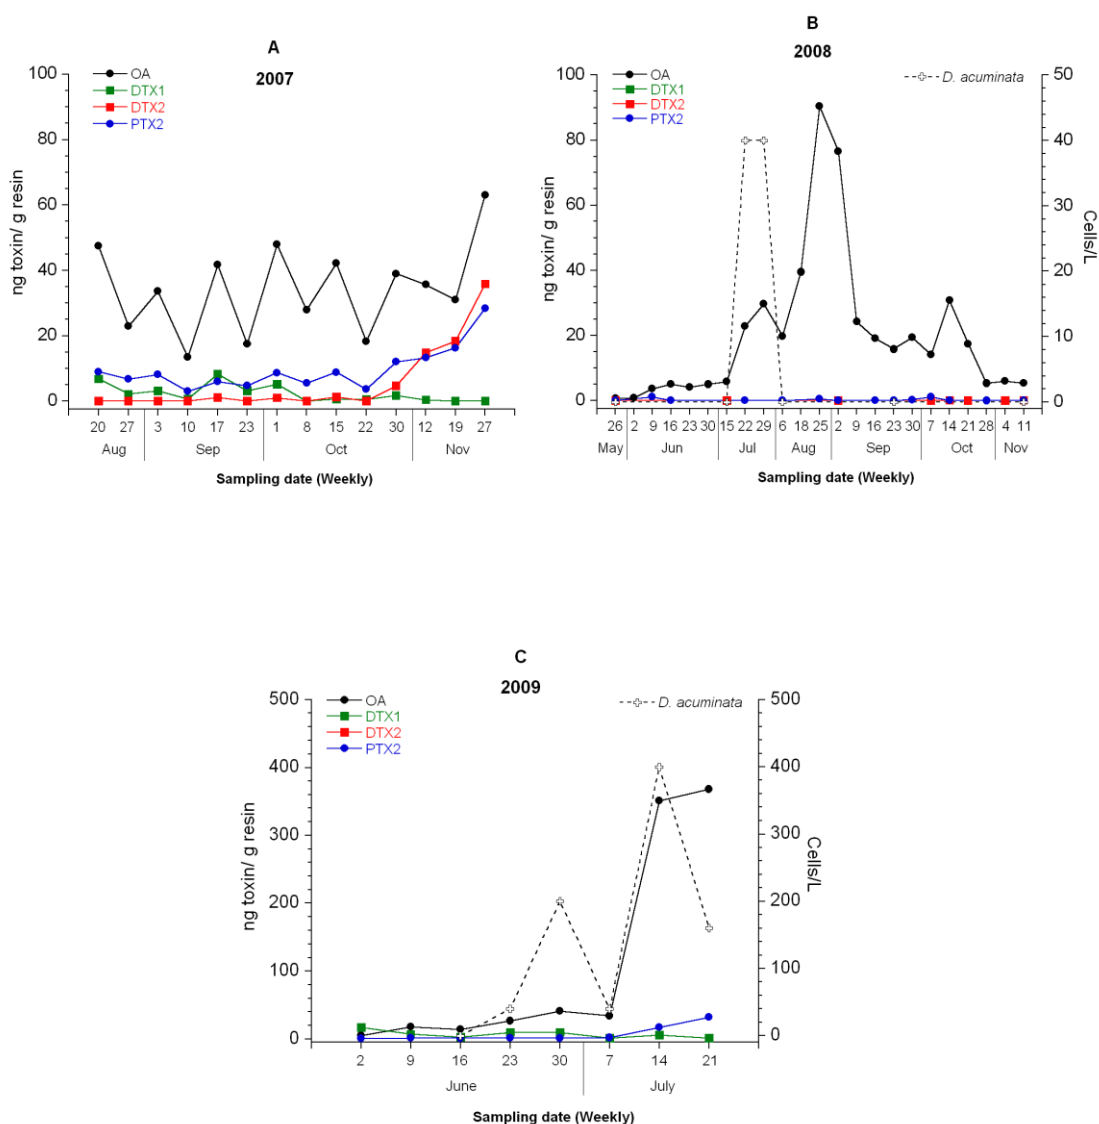 A
2007
OA
DTX1
DTX2
PTX2
100
80
60
40
20
0
ng toxin/ g resin
20 27 3 10 17 23 1 8 15 22 30 12 19 27
Aug Sep Oct Nov
Sampling date (Weekly)
B
2008
OA
DTX1
DTX2
PTX2
D. acuminata
100
80
60
40
20
0
ng toxin/ g resin
50
40
30
20
10
0
Cells/L
26 2 9 16 23 30 15 22 29 6 18 25 2 9 16 23 30 7 14 21 28 4 11
May Jun Jul Aug Sep Oct Nov
Sampling date (Weekly)
C
2009
OA
DTX1
DTX2
PTX2
D. acuminata
500
400
300
200
100
0
ng toxin/ g resin
500
400
300
200
100
0
Cells/L
2 9 16 23 30 7 14 21
June July
Sampling date (Weekly)